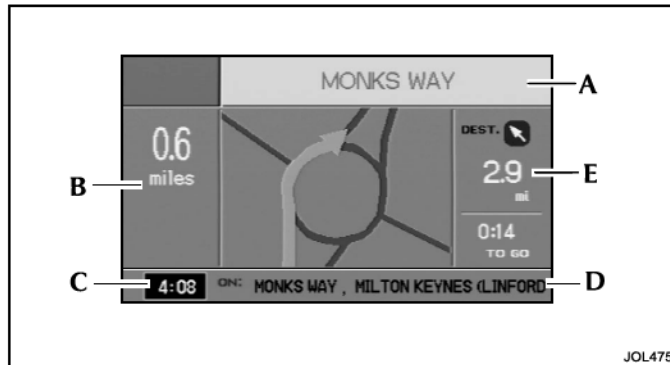 MONKS WAY
A
0.6
miles
B
DEST.
2.9
mi
E
0:14
TO GO
C
4:08
ON: MONKS WAY , MILTON KEYNES (LINFORD
D
JOL475